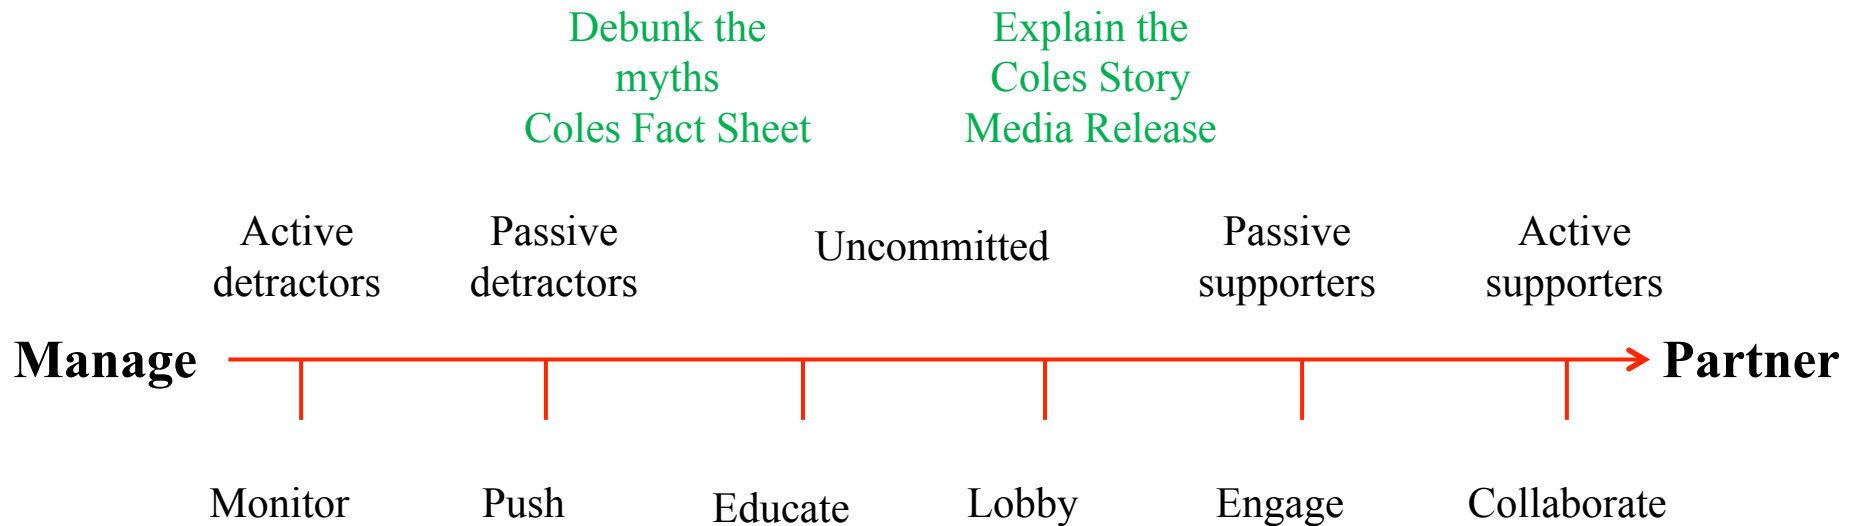 Debunk the
myths
Coles Fact Sheet
Explain the
Coles Story
Media Release
Active
detractors
Passive
detractors
Uncommitted
Passive
supporters
Active
supporters
Manage
Partner
Monitor
Push
Educate
Lobby
Engage
Collaborate